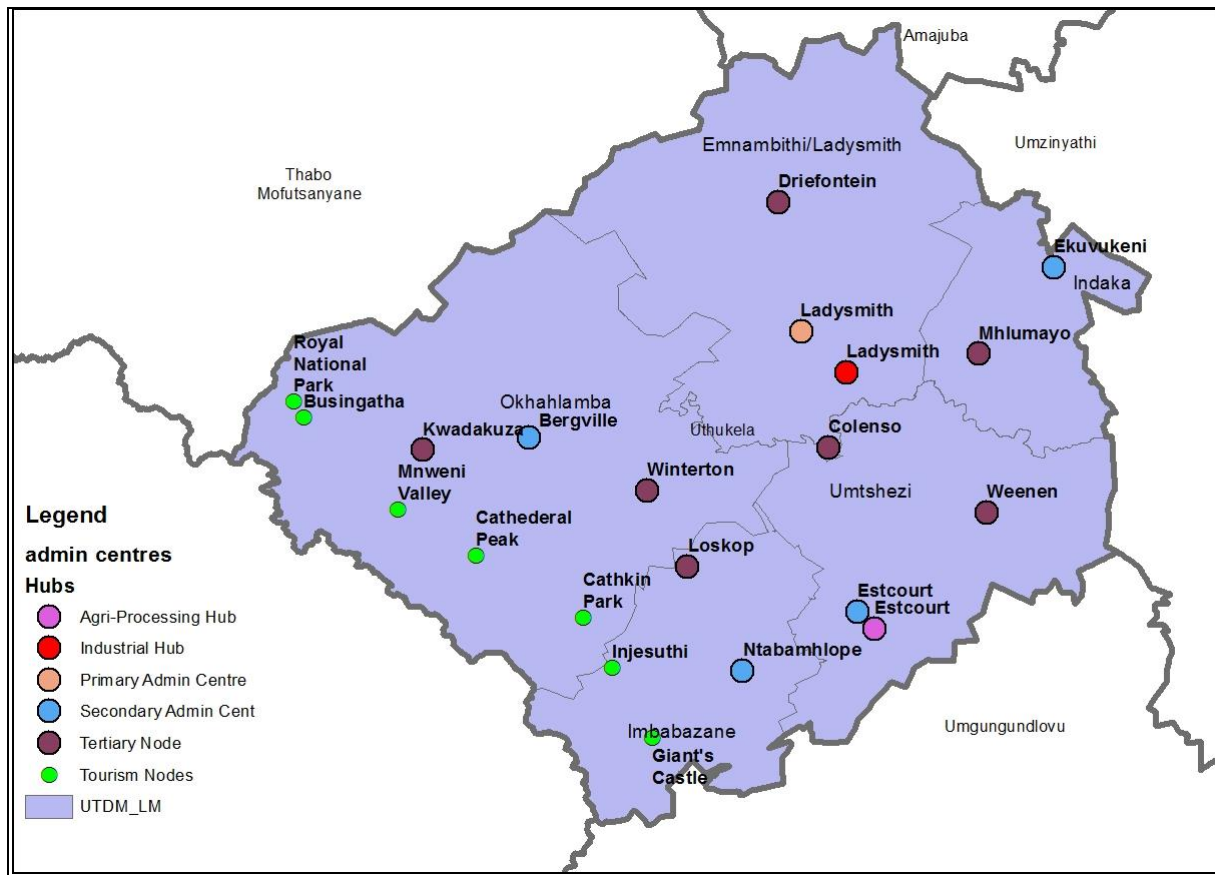 Amajuba
Emnambithi/Ladysmith
Umzinyathi
Driefontein
Thabo
Mofutsanyane
Ekuvukeni
Indaka
Ladysmith
Ladysmith
Mhlumayo
Royal
National
Park
Busingatha
Okhahlamba
Bergville
Kwadakuza
Uthukela
Colenso
Mnweni
Valley
Winterton
Umtshezi
Weenen
Cathederal
Peak
Loskop
Cathkin
Park
Estcourt
Estcourt
Injesuthi
Ntabamhlope
Imbabazane
Giant's
Castle
Umgungundlovu
Legend
admin centres
Hubs
Agri-Processing Hub
Industrial Hub
Primary Admin Centre
Secondary Admin Cent
Tertiary Node
Tourism Nodes
UTDM_LM